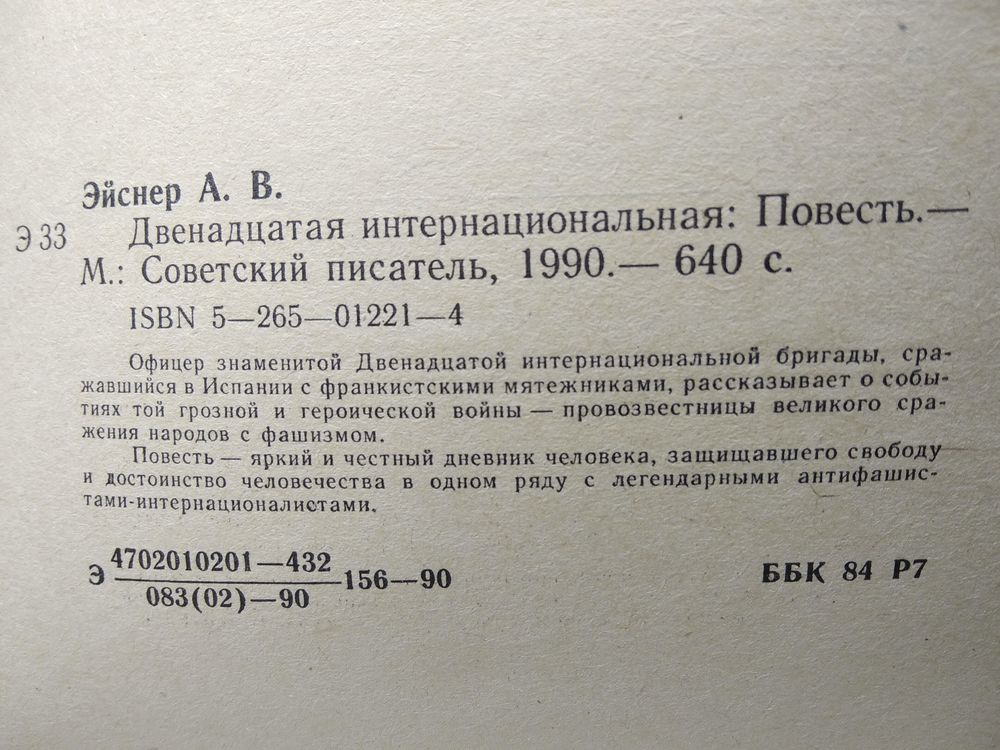 Эйснер А. В.
Э 33 Двенадцатая интернациональная: Повесть.—
М.: Советский писатель, 1990.— 640 с.
ISBN 5—265—01221—4
Офицер знаменитой Двенадцатой интернациональной бригады, сра-
жавшийся в Испании с франкистскими мятежниками, рассказывает о собы-
тиях той грозной и героической войны — провозвестницы великого сра-
жения народов с фашизмом.
Повесть — яркий и честный дневник человека, защищавшего свободу
и достоинство человечества в одном ряду с легендарными антифашис-
тами-интернационалистами.
4702010201—432
Э 156—90 ББК 84 Р7
083(02)—90